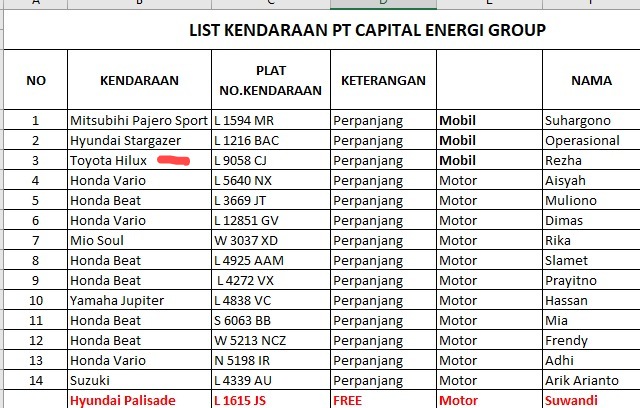 A B C D E F
LIST KENDARAAN PT CAPITAL ENERGI GROUP
NO KENDARAAN PLAT NO.KENDARAAN KETERANGAN NAMA
1 Mitsubihi Pajero Sport L 1594 MR Perpanjang Mobil Suhargono
2 Hyundai Stargazer L 1216 BAC Perpanjang Mobil Operasional
3 Toyota Hilux L 9058 CJ Perpanjang Mobil Rezha
4 Honda Vario L 5640 NX Perpanjang Motor Aisyah
5 Honda Beat L 3669 JT Perpanjang Motor Muliono
6 Honda Vario L 12851 GV Perpanjang Motor Dimas
7 Mio Soul W 3037 XD Perpanjang Motor Rika
8 Honda Beat L 4925 AAM Perpanjang Motor Slamet
9 Honda Beat L 4272 VX Perpanjang Motor Prayitno
10 Yamaha Jupiter L 4838 VC Perpanjang Motor Hassan
11 Honda Beat S 6063 BB Perpanjang Motor Mia
12 Honda Beat W 5213 NCZ Perpanjang Motor Frendy
13 Honda Vario N 5198 IR Perpanjang Motor Adhi
14 Suzuki L 4339 AU Perpanjang Motor Arik Arianto
Hyundai Palisade L 1615 JS FREE Motor Suwandi